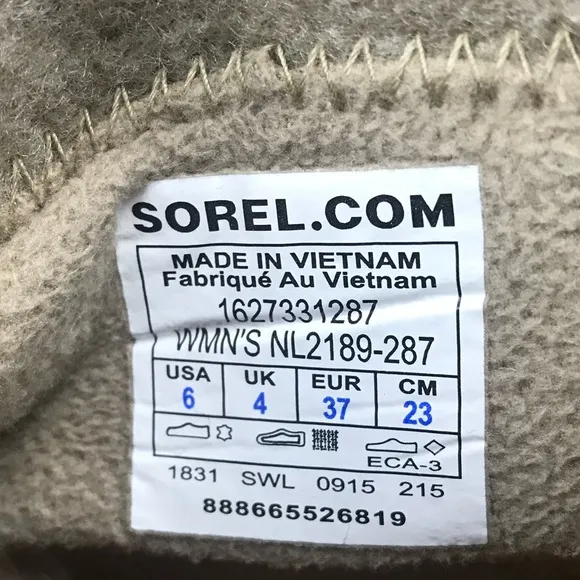 SOREL.COM
MADE IN VIETNAM
Fabriqué Au Vietnam
1627331287
WMN'S NL2189-287
USA UK EUR CM
6 4 37 23
ECA-3
1831 SWL 0915 215
888665526819